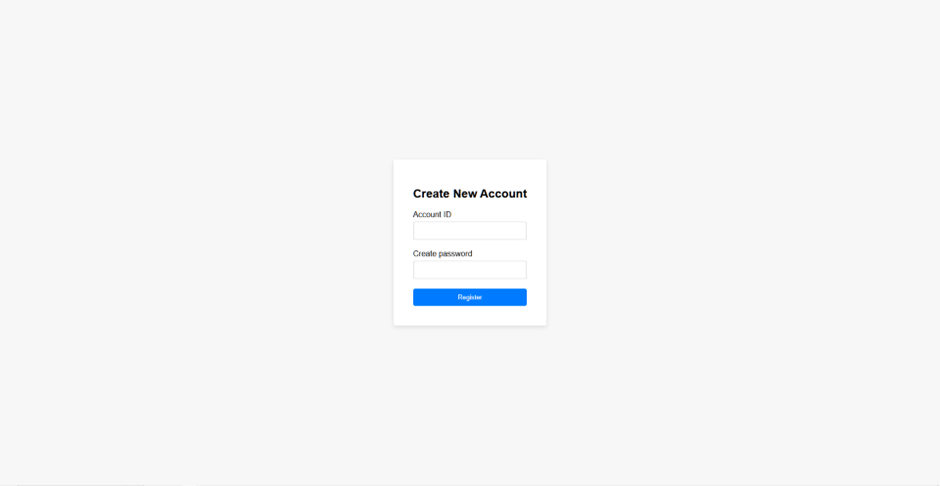 Create New Account
Account ID
Create password
Register